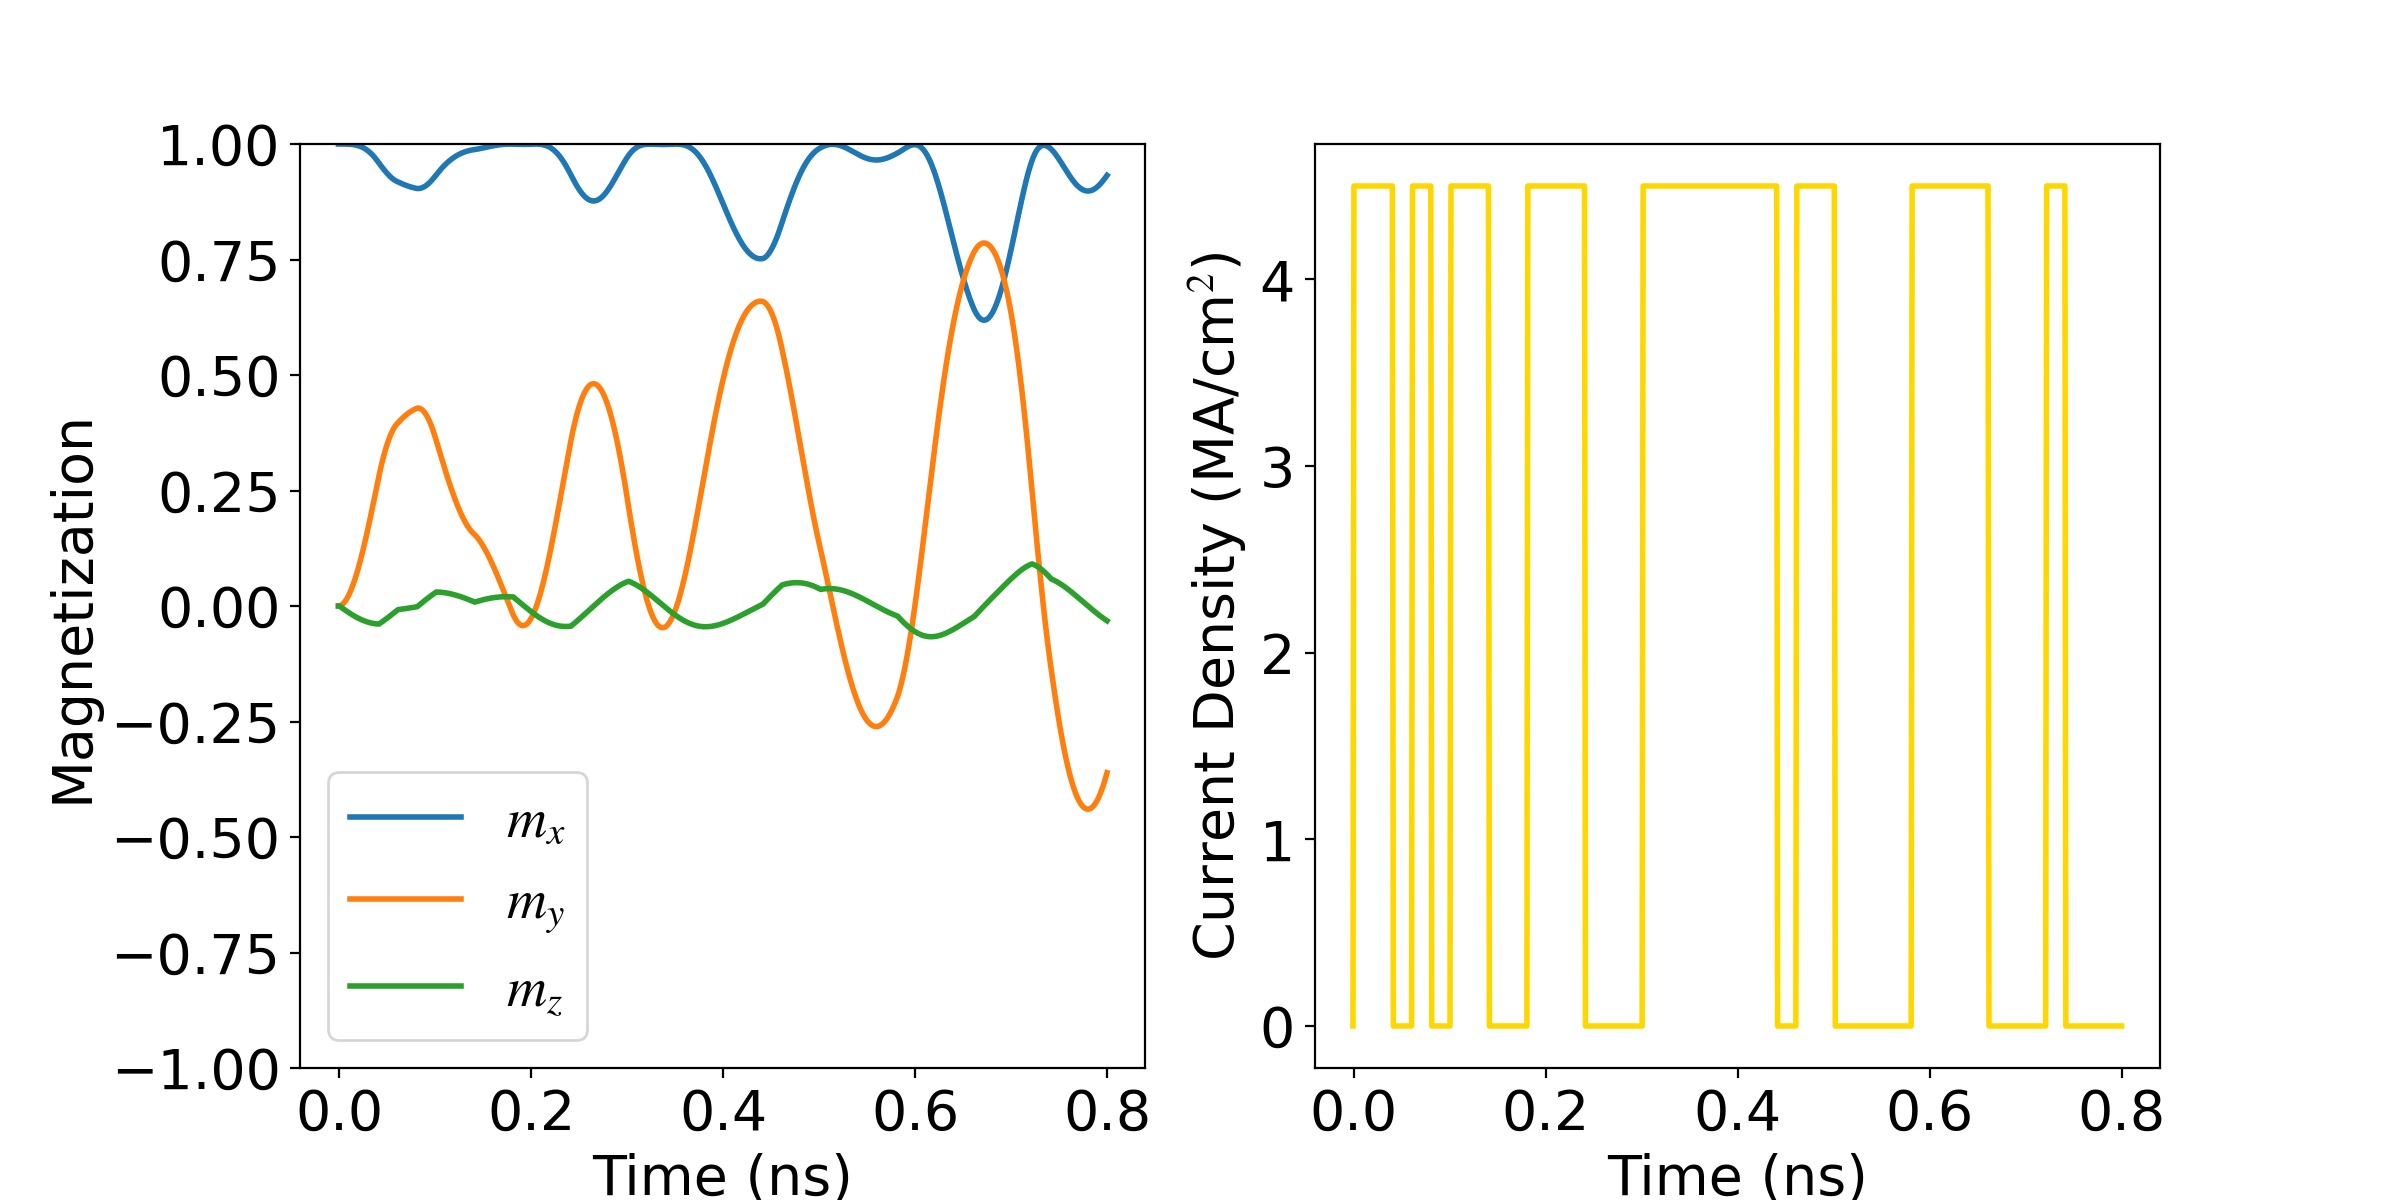 1.00
0.75
0.50
0.25
0.00
−0.25
−0.50
−0.75
−1.00
Magnetization
m_x
m_y
m_z
0.0 0.2 0.4 0.6 0.8
Time (ns)
4
3
2
1
0
Current Density (MA/cm²)
0.0 0.2 0.4 0.6 0.8
Time (ns)